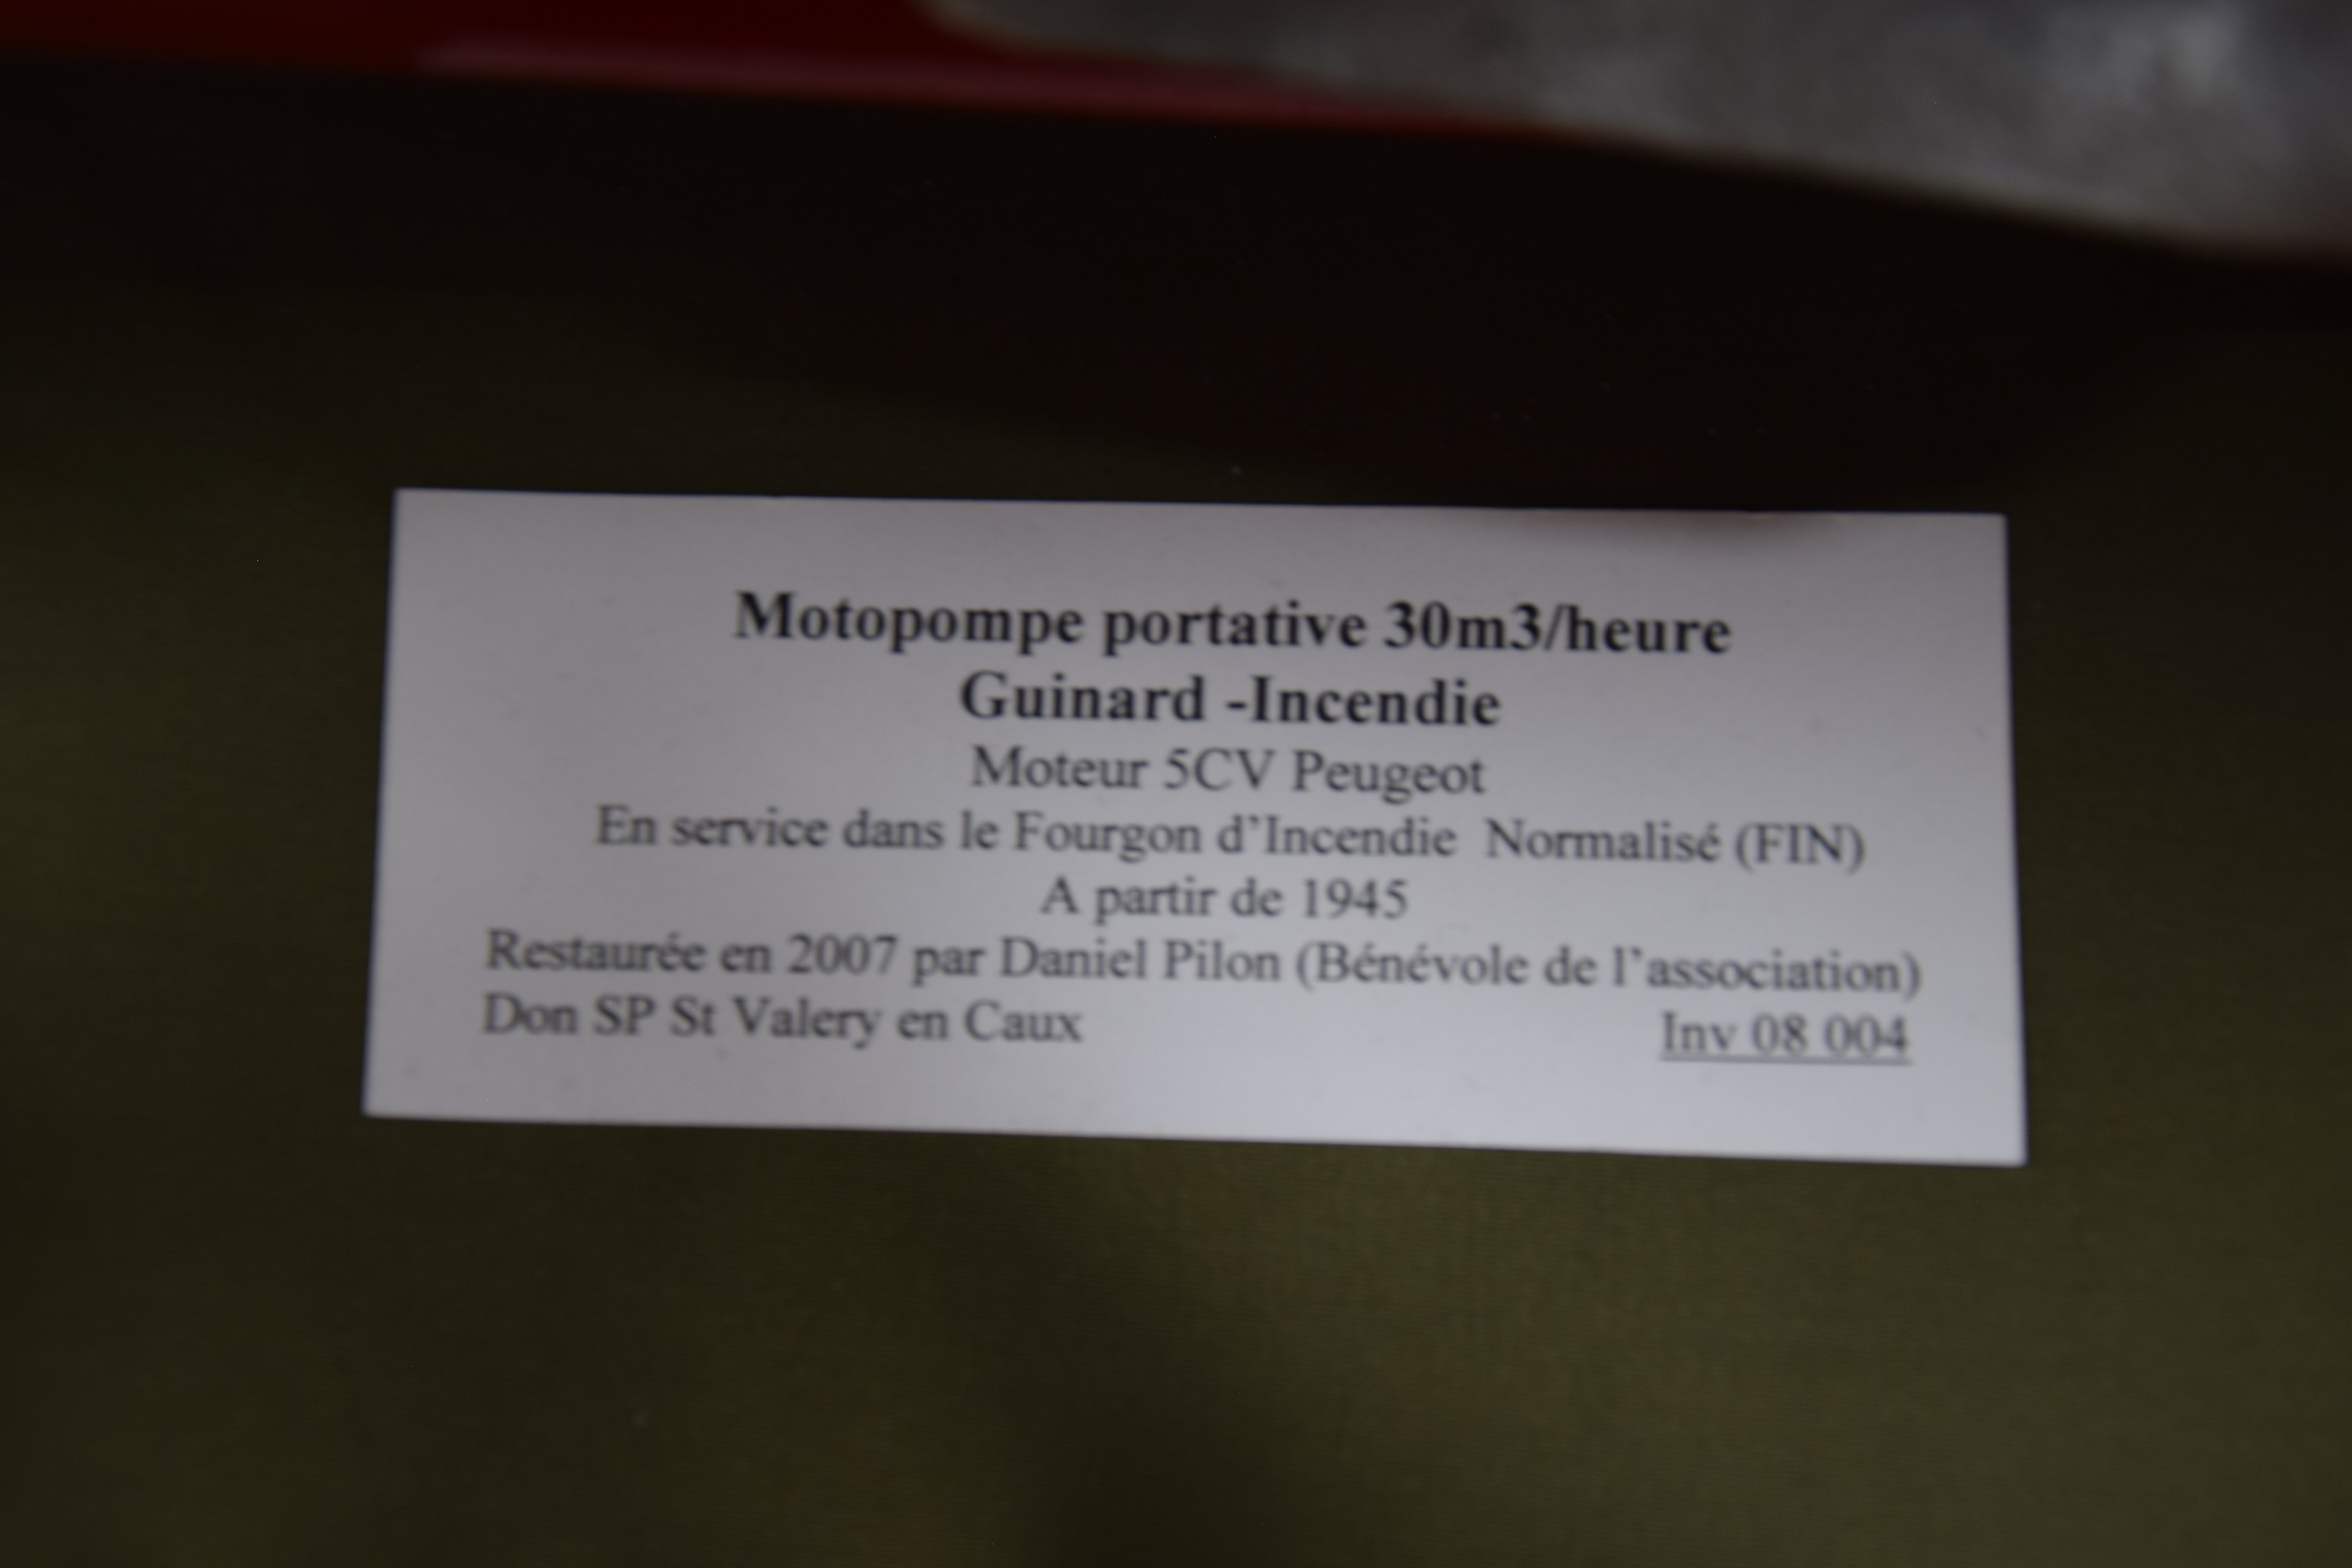 Motopompe portative 30m3/heure
Guinard -Incendie
Moteur 5CV Peugeot
En service dans le Fourgon d’Incendie  Normalisé (FIN)
A partir de 1945
Restaurée en 2007 par Daniel Pilon (Bénévole de l’association)
Don SP St Valery en Caux Inv 08 004